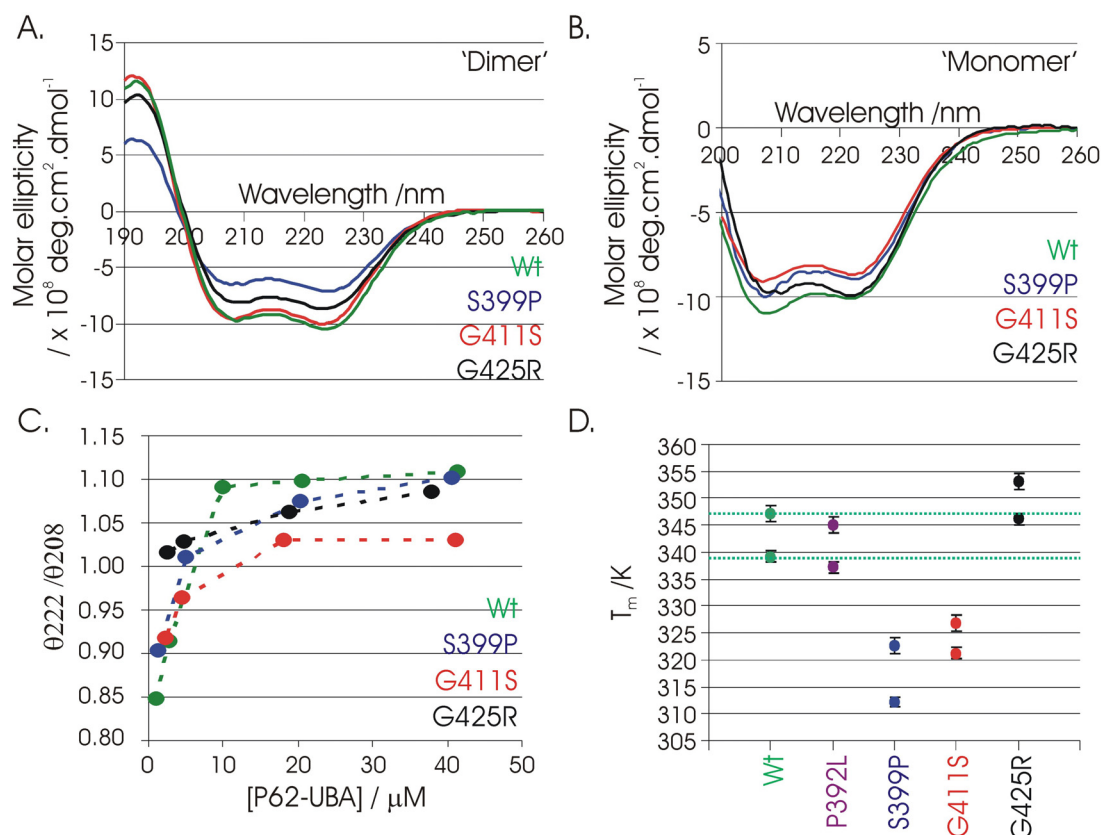 A.
'Dimer'
Molar ellipticity
/ x 10⁸ deg.cm².dmol⁻¹
15
10
5
0
-5
-10
-15
Wavelength /nm
190 200 210 220 230 240 250 260
Wt
S399P
G411S
G425R
B.
'Monomer'
Molar ellipticity
/ x 10⁸ deg.cm².dmol⁻¹
5
0
-5
-10
-15
Wavelength /nm
200 210 220 230 240 250 260
Wt
S399P
G411S
G425R
C.
θ222 /θ208
1.15
1.10
1.05
1.00
0.95
0.90
0.85
0.80
Wt
S399P
G411S
G425R
0 10 20 30 40 50
[P62-UBA] / μM
D.
Tₘ /K
360
355
350
345
340
335
330
325
320
315
310
305
Wt
P392L
S399P
G411S
G425R